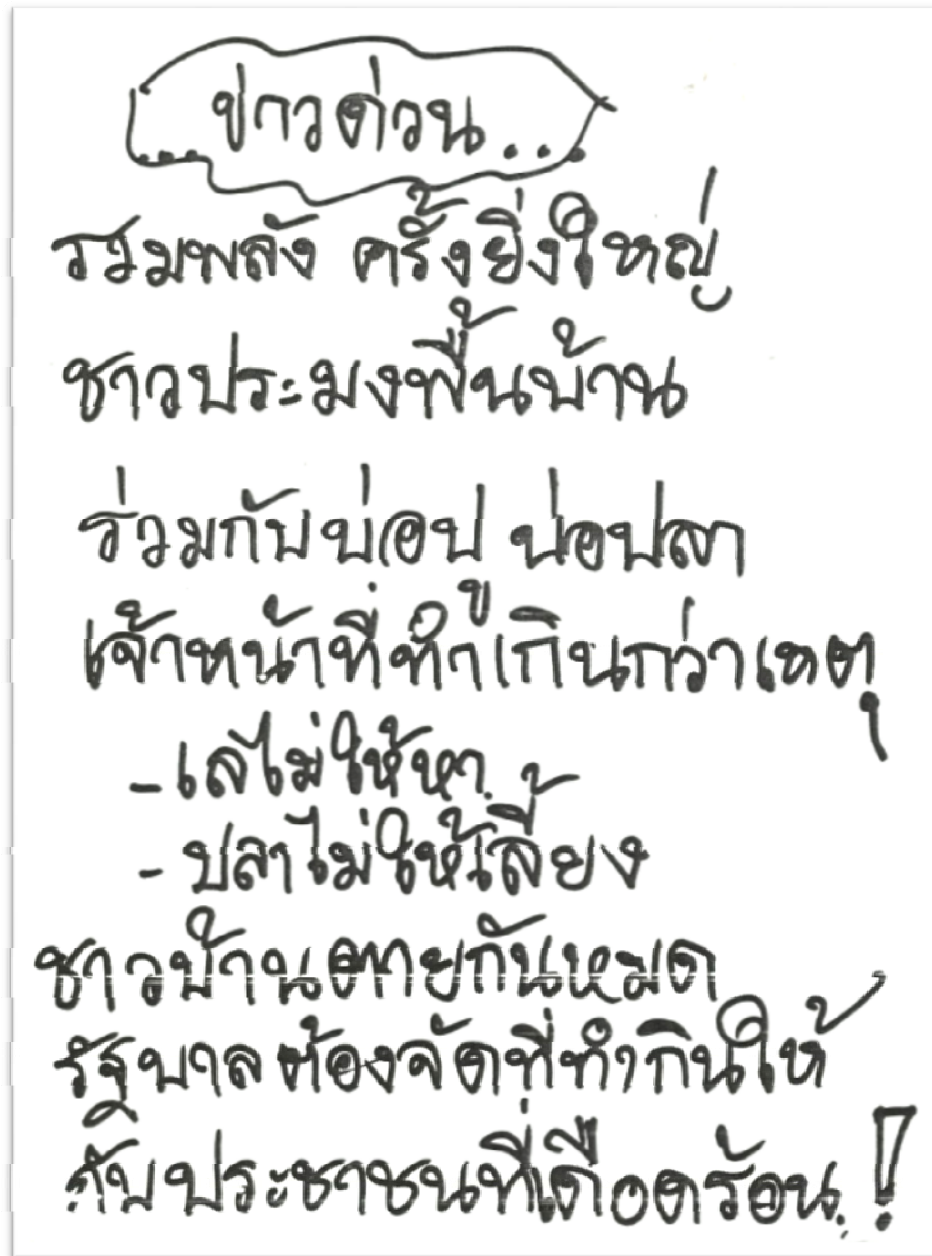 ...ข่าวด่วน...
รวมพลัง ครั้งยิ่งใหญ่
ชาวประมงพื้นบ้าน
ร่วมกับบ่อปู บ่อปลา
เจ้าหน้าที่ทำเกินกว่าเหตุ
- เลไม่ให้หา
- ปลาไม่ให้เลี้ยง
ชาวบ้านตายกันหมด
รัฐบาลต้องจัดที่ทำกินให้
กับประชาชนที่เดือดร้อน!